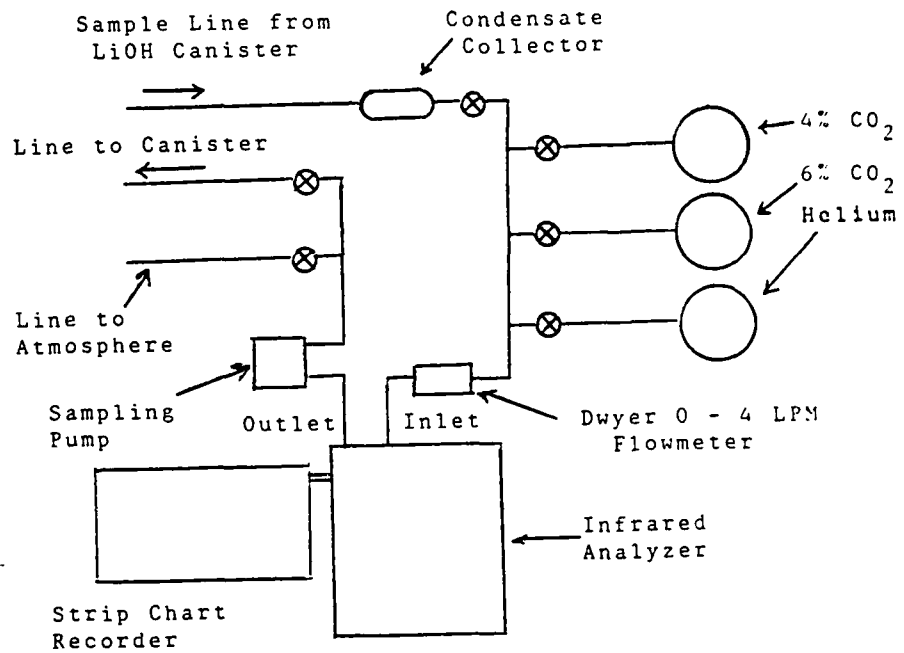 Sample Line from
LiOH Canister
Condensate
Collector
4% CO2
Line to Canister
6% CO2
Helium
Line to
Atmosphere
Sampling
Pump
Outlet
Inlet
Dwyer 0 - 4 LPM
Flowmeter
Infrared
Analyzer
Strip Chart
Recorder